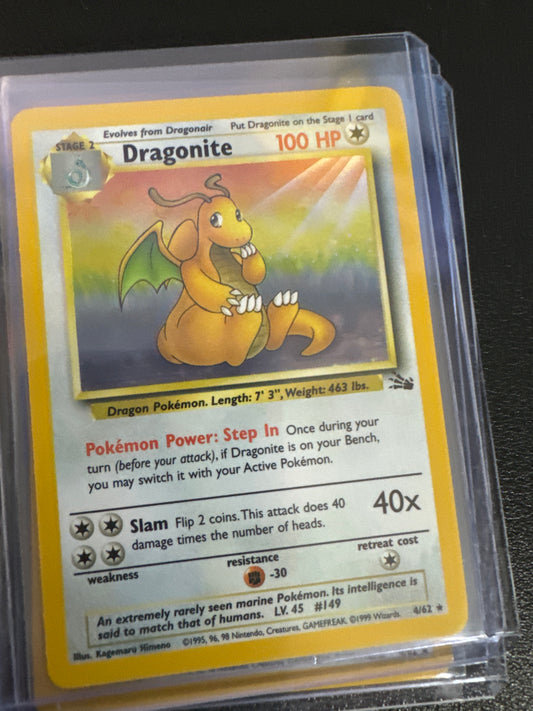 Evolves from Dragonair Put Dragonite on the Stage 1 card
STAGE 2 Dragonite 100 HP
Dragon Pokémon. Length: 7' 3", Weight: 463 lbs.
Pokémon Power: Step In Once during your
turn (before your attack), if Dragonite is on your Bench,
you may switch it with your Active Pokémon.
Slam Flip 2 coins. This attack does 40
damage times the number of heads.
40x
weakness resistance retreat cost
-30
An extremely rarely seen marine Pokémon. Its intelligence is
said to match that of humans. LV. 45 #149
Illus. Kagemaru Himeno ©1995, 96, 98 Nintendo, Creatures, GAMEFREAK. ©1999 Wizards. 4/62 ★